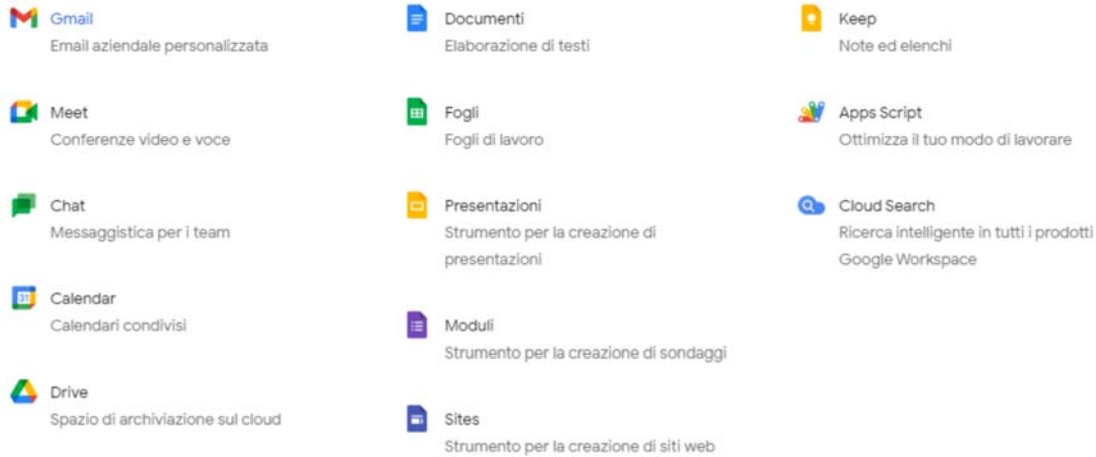 Gmail
Email aziendale personalizzata
Meet
Conferenze video e voce
Chat
Messaggistica per i team
31
Calendar
Calendari condivisi
Drive
Spazio di archiviazione sul cloud
Documenti
Elaborazione di testi
Fogli
Fogli di lavoro
Presentazioni
Strumento per la creazione di
presentazioni
Moduli
Strumento per la creazione di sondaggi
Sites
Strumento per la creazione di siti web
Keep
Note ed elenchi
Apps Script
Ottimizza il tuo modo di lavorare
Cloud Search
Ricerca intelligente in tutti i prodotti
Google Workspace